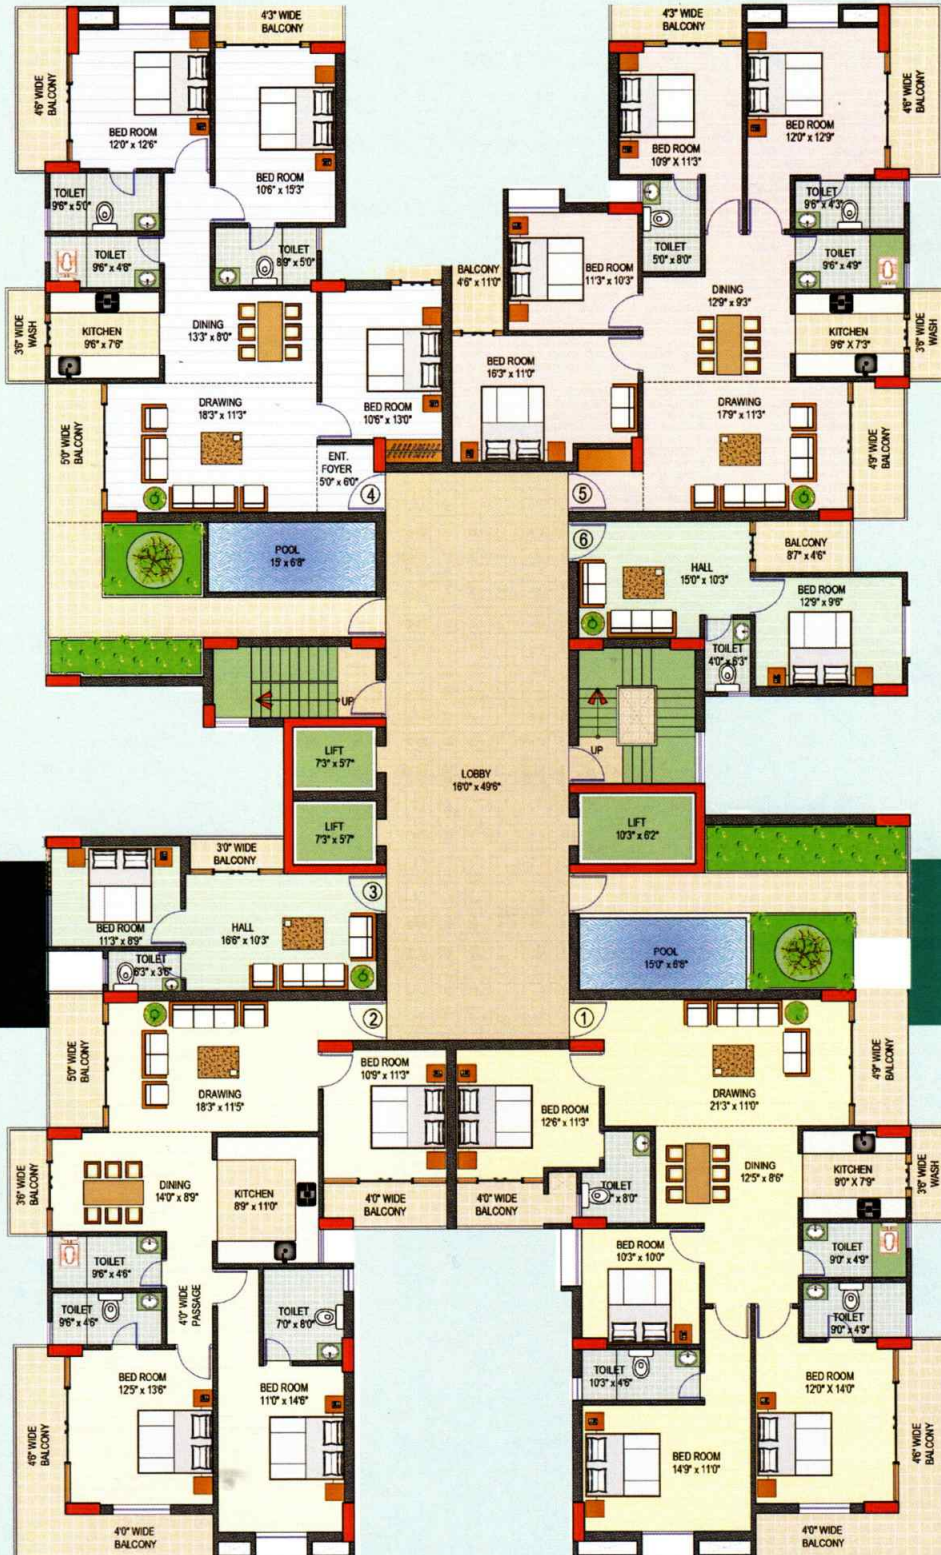 4'3" WIDE
BALCONY
4'6" WIDE
BALCONY
BED ROOM
12'0" x 12'6"
BED ROOM
10'6" x 15'3"
TOILET
9'6" x 5'0"
TOILET
9'6" x 4'6"
TOILET
8'9" x 5'0"
3'6" WIDE
WASH
KITCHEN
9'6" x 7'6"
DINING
13'3" x 8'0"
DRAWING
18'3" x 11'3"
BED ROOM
10'6" x 13'0"
5'0" WIDE
BALCONY
ENT.
FOYER
5'0" x 6'0"
4
4'3" WIDE
BALCONY
BED ROOM
10'9" X 11'3"
BED ROOM
12'0" x 12'9"
4'6" WIDE
BALCONY
TOILET
9'6" x 4'3"
TOILET
5'0" x 8'0"
TOILET
9'6" x 4'9"
BALCONY
4'6" x 11'0"
BED ROOM
11'3" x 10'3"
DINING
12'9" x 9'3"
KITCHEN
9'6" X 7'3"
3'6" WIDE
WASH
BED ROOM
16'3" x 11'0"
DRAWING
17'9" x 11'3"
4'9" WIDE
BALCONY
5
POOL
15' x 6'8"
6
HALL
15'0" x 10'3"
BALCONY
8'7" x 4'6"
BED ROOM
12'9" x 9'6"
TOILET
4'0" x 6'3"
UP
UP
LIFT
7'3" x 5'7"
LIFT
7'3" x 5'7"
LOBBY
16'0" x 49'6"
LIFT
10'3" x 6'2"
3'0" WIDE
BALCONY
3
BED ROOM
11'3" x 8'9"
HALL
16'6" x 10'3"
TOILET
6'3" x 3'6"
POOL
15'0" x 6'8"
2
5'0" WIDE
BALCONY
DRAWING
18'3" x 11'5"
BED ROOM
10'9" x 11'3"
3'6" WIDE
BALCONY
DINING
14'0" x 8'9"
KITCHEN
8'9" x 11'0"
4'0" WIDE
BALCONY
TOILET
9'6" x 4'6"
TOILET
9'6" x 4'6"
4'0" WIDE
PASSAGE
TOILET
7'0" x 8'0"
BED ROOM
12'5" x 13'6"
BED ROOM
11'0" x 14'6"
4'6" WIDE
BALCONY
4'0" WIDE
BALCONY
1
DRAWING
21'3" x 11'0"
4'9" WIDE
BALCONY
BED ROOM
12'6" x 11'3"
4'0" WIDE
BALCONY
TOILET
x 8'0"
DINING
12'5" x 8'6"
KITCHEN
9'0" X 7'9"
3'6" WIDE
WASH
BED ROOM
10'3" x 10'0"
TOILET
9'0" x 4'9"
TOILET
9'0" x 4'9"
TOILET
10'3" x 4'6"
BED ROOM
12'0" X 14'0"
BED ROOM
14'9" x 11'0"
4'6" WIDE
BALCONY
4'0" WIDE
BALCONY